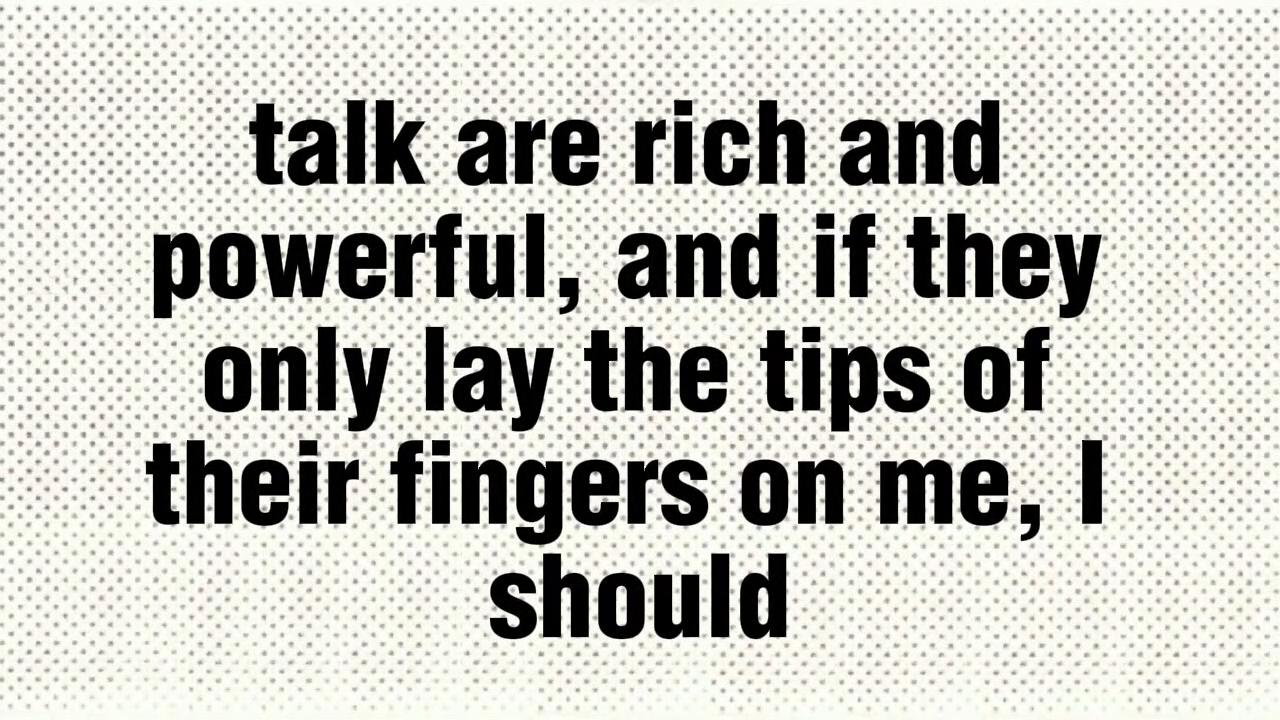 talk are rich and
powerful, and if they
only lay the tips of
their fingers on me, I
should